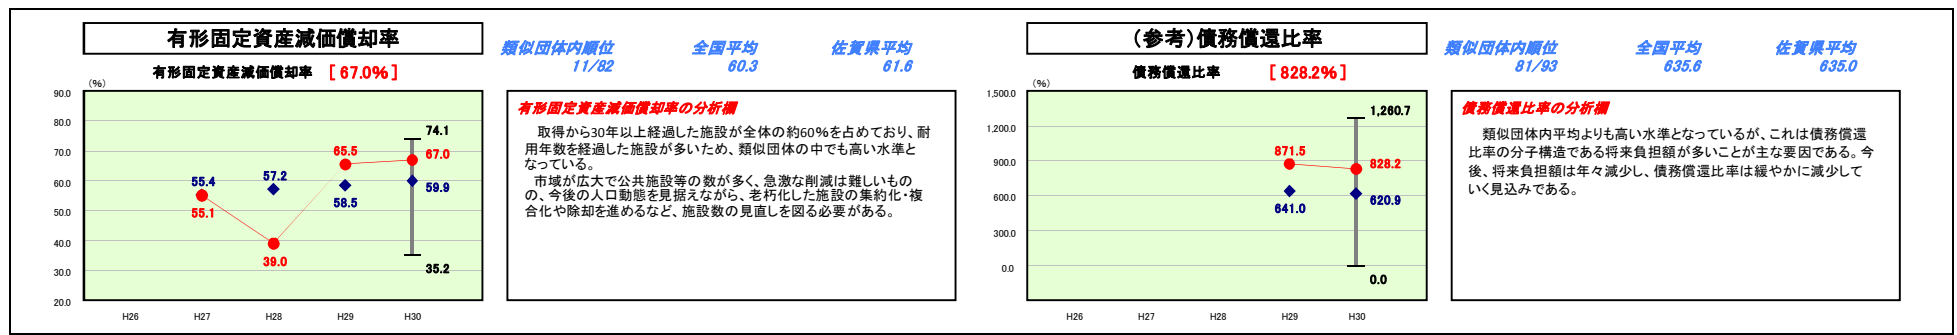 有形固定資産減価償却率
有形固定資産減価償却率 [ 67.0% ]
類似団体内順位 全国平均 佐賀県平均
11/82 60.3 61.6
(%)
90.0
80.0
70.0
60.0
50.0
40.0
30.0
20.0
55.4
55.1
57.2
39.0
65.5
58.5
74.1
67.0
59.9
35.2
H26 H27 H28 H29 H30
有形固定資産減価償却率の分析欄
取得から30年以上経過した施設が全体の約60%を占めており、耐
用年数を経過した施設が多いため、類似団体の中でも高い水準と
なっている。
市域が広大で公共施設等の数が多く、急激な削減は難しいもの
の、今後の人口動態を見据えながら、老朽化した施設の集約化・複
合化や除却を進めるなど、施設数の見直しを図る必要がある。
(参考)債務償還比率
債務償還比率 [ 828.2% ]
類似団体内順位 全国平均 佐賀県平均
81/93 635.6 635.0
(%)
1,500.0
1,200.0
900.0
600.0
300.0
0.0
871.5
641.0
1,260.7
828.2
620.9
0.0
H26 H27 H28 H29 H30
債務償還比率の分析欄
類似団体内平均よりも高い水準となっているが、これは債務償還
比率の分子構造である将来負担額が多いことが主な要因である。今
後、将来負担額は年々減少し、債務償還比率は緩やかに減少して
いく見込みである。